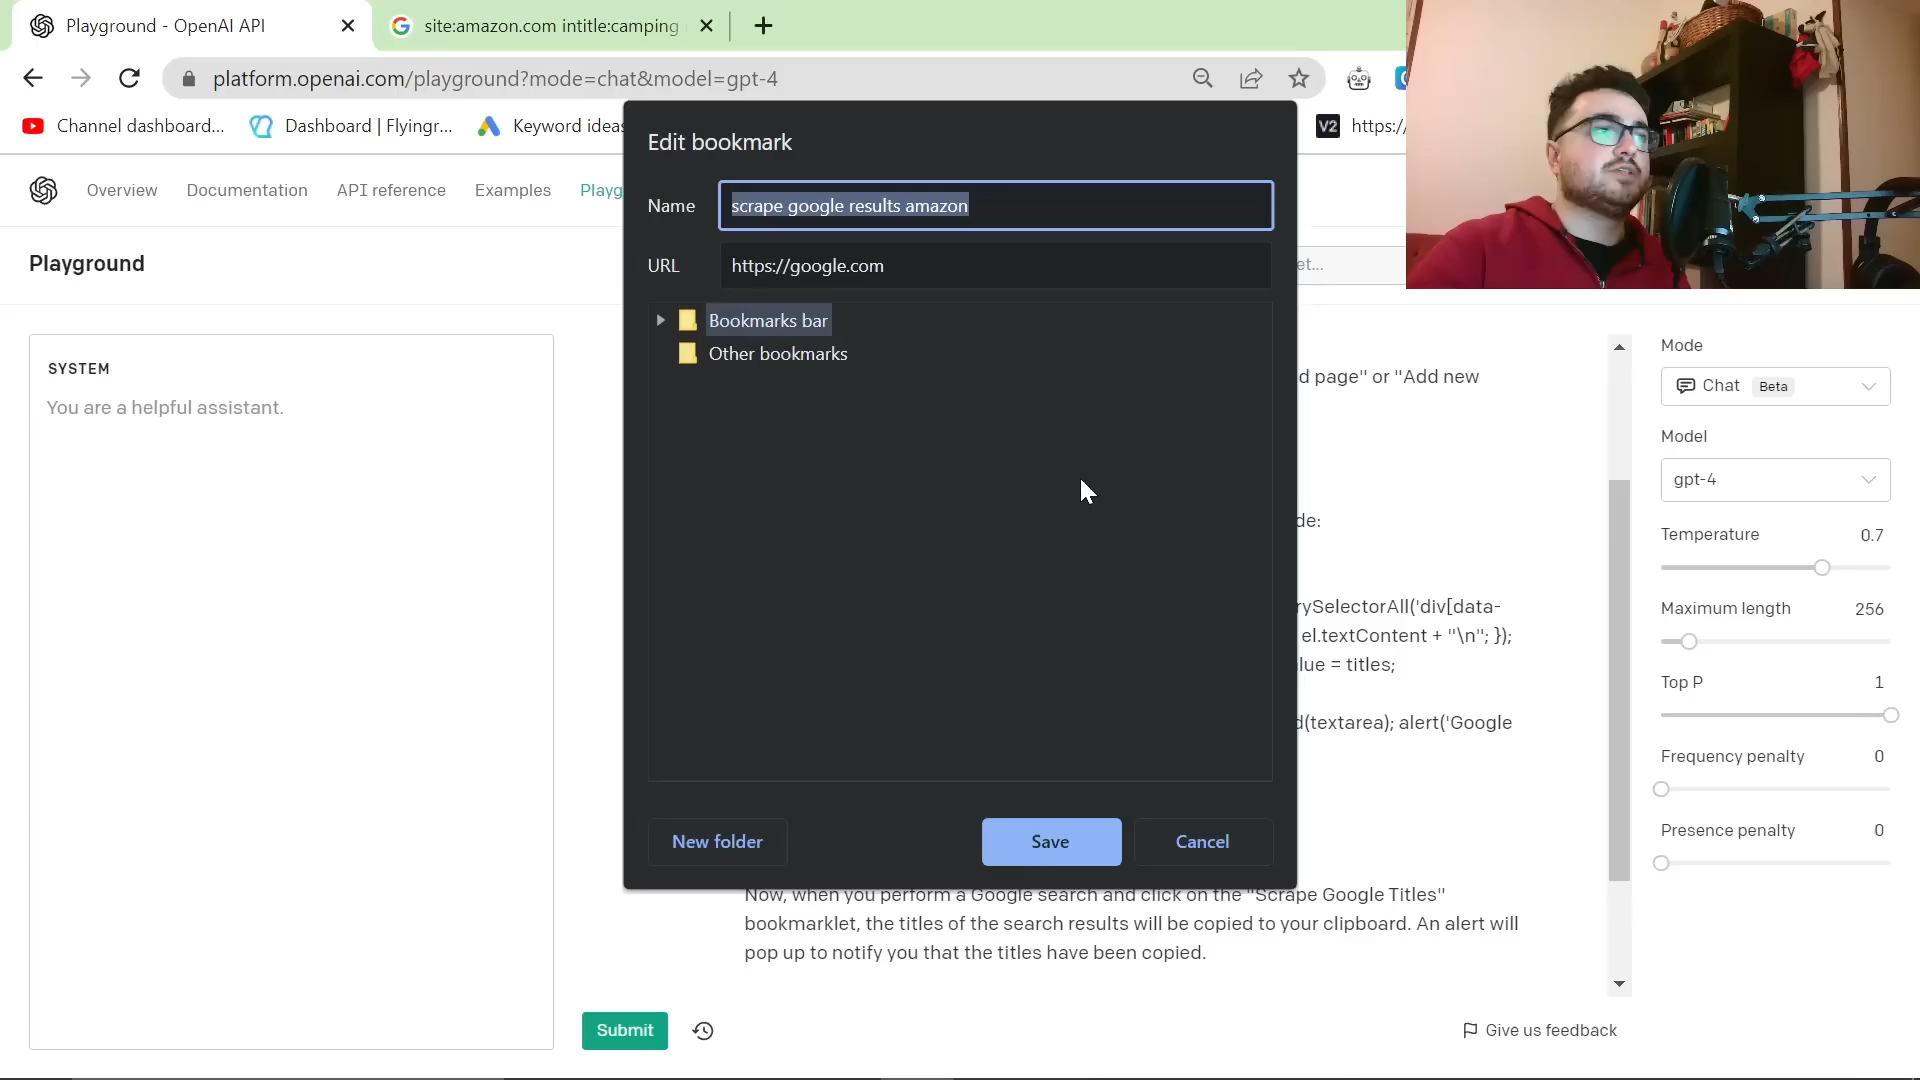 Playground - OpenAI API
site:amazon.com intitle:camping
platform.openai.com/playground?mode=chat&model=gpt-4
Channel dashboard...
Dashboard | Flyingr...
Keyword ideas
V2 https:/
Overview Documentation API reference Examples Playg
Playground
et...
Edit bookmark
Name scrape google results amazon
URL https://google.com
Bookmarks bar
Other bookmarks
New folder Save Cancel
SYSTEM
You are a helpful assistant.
d page" or "Add new
de:
rySelectorAll('div[data-
el.textContent + "\n"; });
lue = titles;
d(textarea); alert('Google
Now, when you perform a Google search and click on the "Scrape Google Titles"
bookmarklet, the titles of the search results will be copied to your clipboard. An alert will
pop up to notify you that the titles have been copied.
Submit
Give us feedback
Mode
Chat Beta
Model
gpt-4
Temperature 0.7
Maximum length 256
Top P 1
Frequency penalty 0
Presence penalty 0